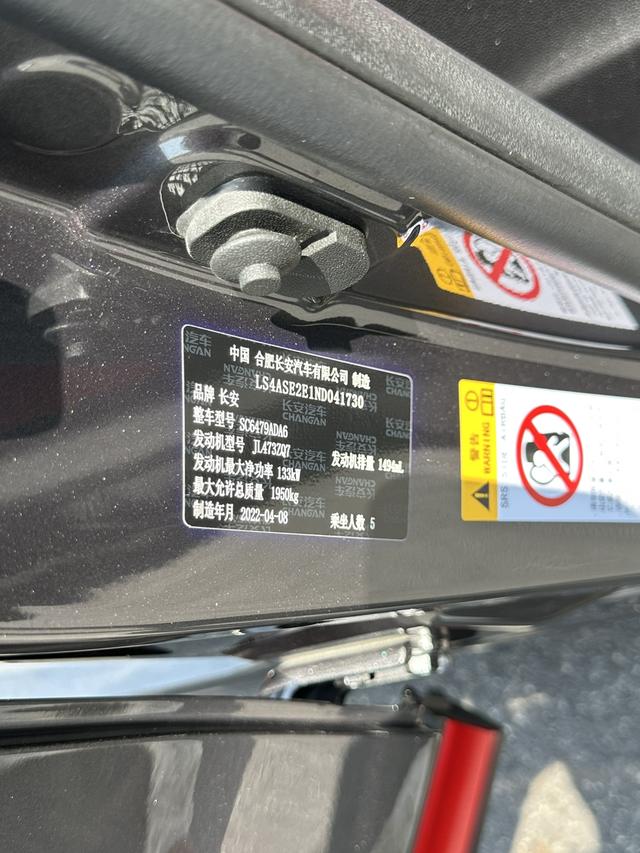 中国 合肥长安汽车有限公司 制造
LS4ASE2E1ND041730
品牌 长安
整车型号 SC6479ADA6
发动机型号 JL473ZQ7 发动机排量 1494mL
发动机最大净功率 133kW
最大允许总质量 1950kg
制造年月 2022-04-08 乘坐人数 5
警告
WARNING